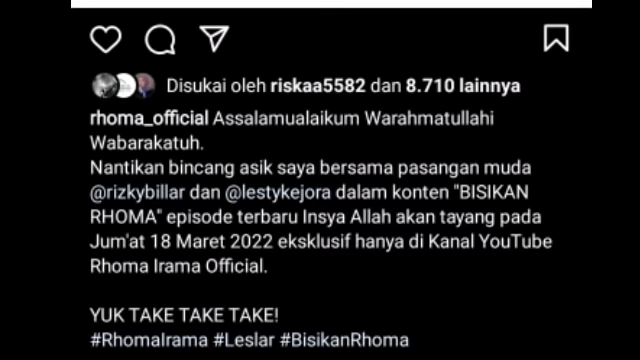 Disukai oleh riskaa5582 dan 8.710 lainnya
rhoma_official Assalamualaikum Warahmatullahi
Wabarakatuh.
Nantikan bincang asik saya bersama pasangan muda
@rizkybillar dan @lestykejora dalam konten "BISIKAN
RHOMA" episode terbaru Insya Allah akan tayang pada
Jum'at 18 Maret 2022 eksklusif hanya di Kanal YouTube
Rhoma Irama Official.
YUK TAKE TAKE TAKE!
#RhomaIrama #Leslar #BisikanRhoma